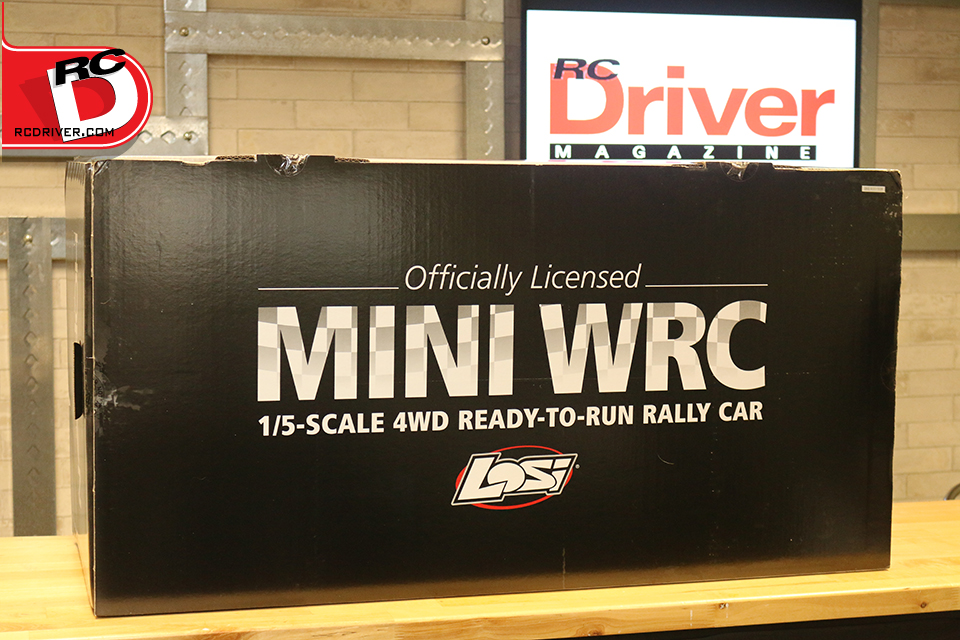 RC
D
RCDRIVER.COM
RC
Driver
MAGAZINE
Officially Licensed
MINI WRC
1/5-SCALE 4WD READY-TO-RUN RALLY CAR
LOSI